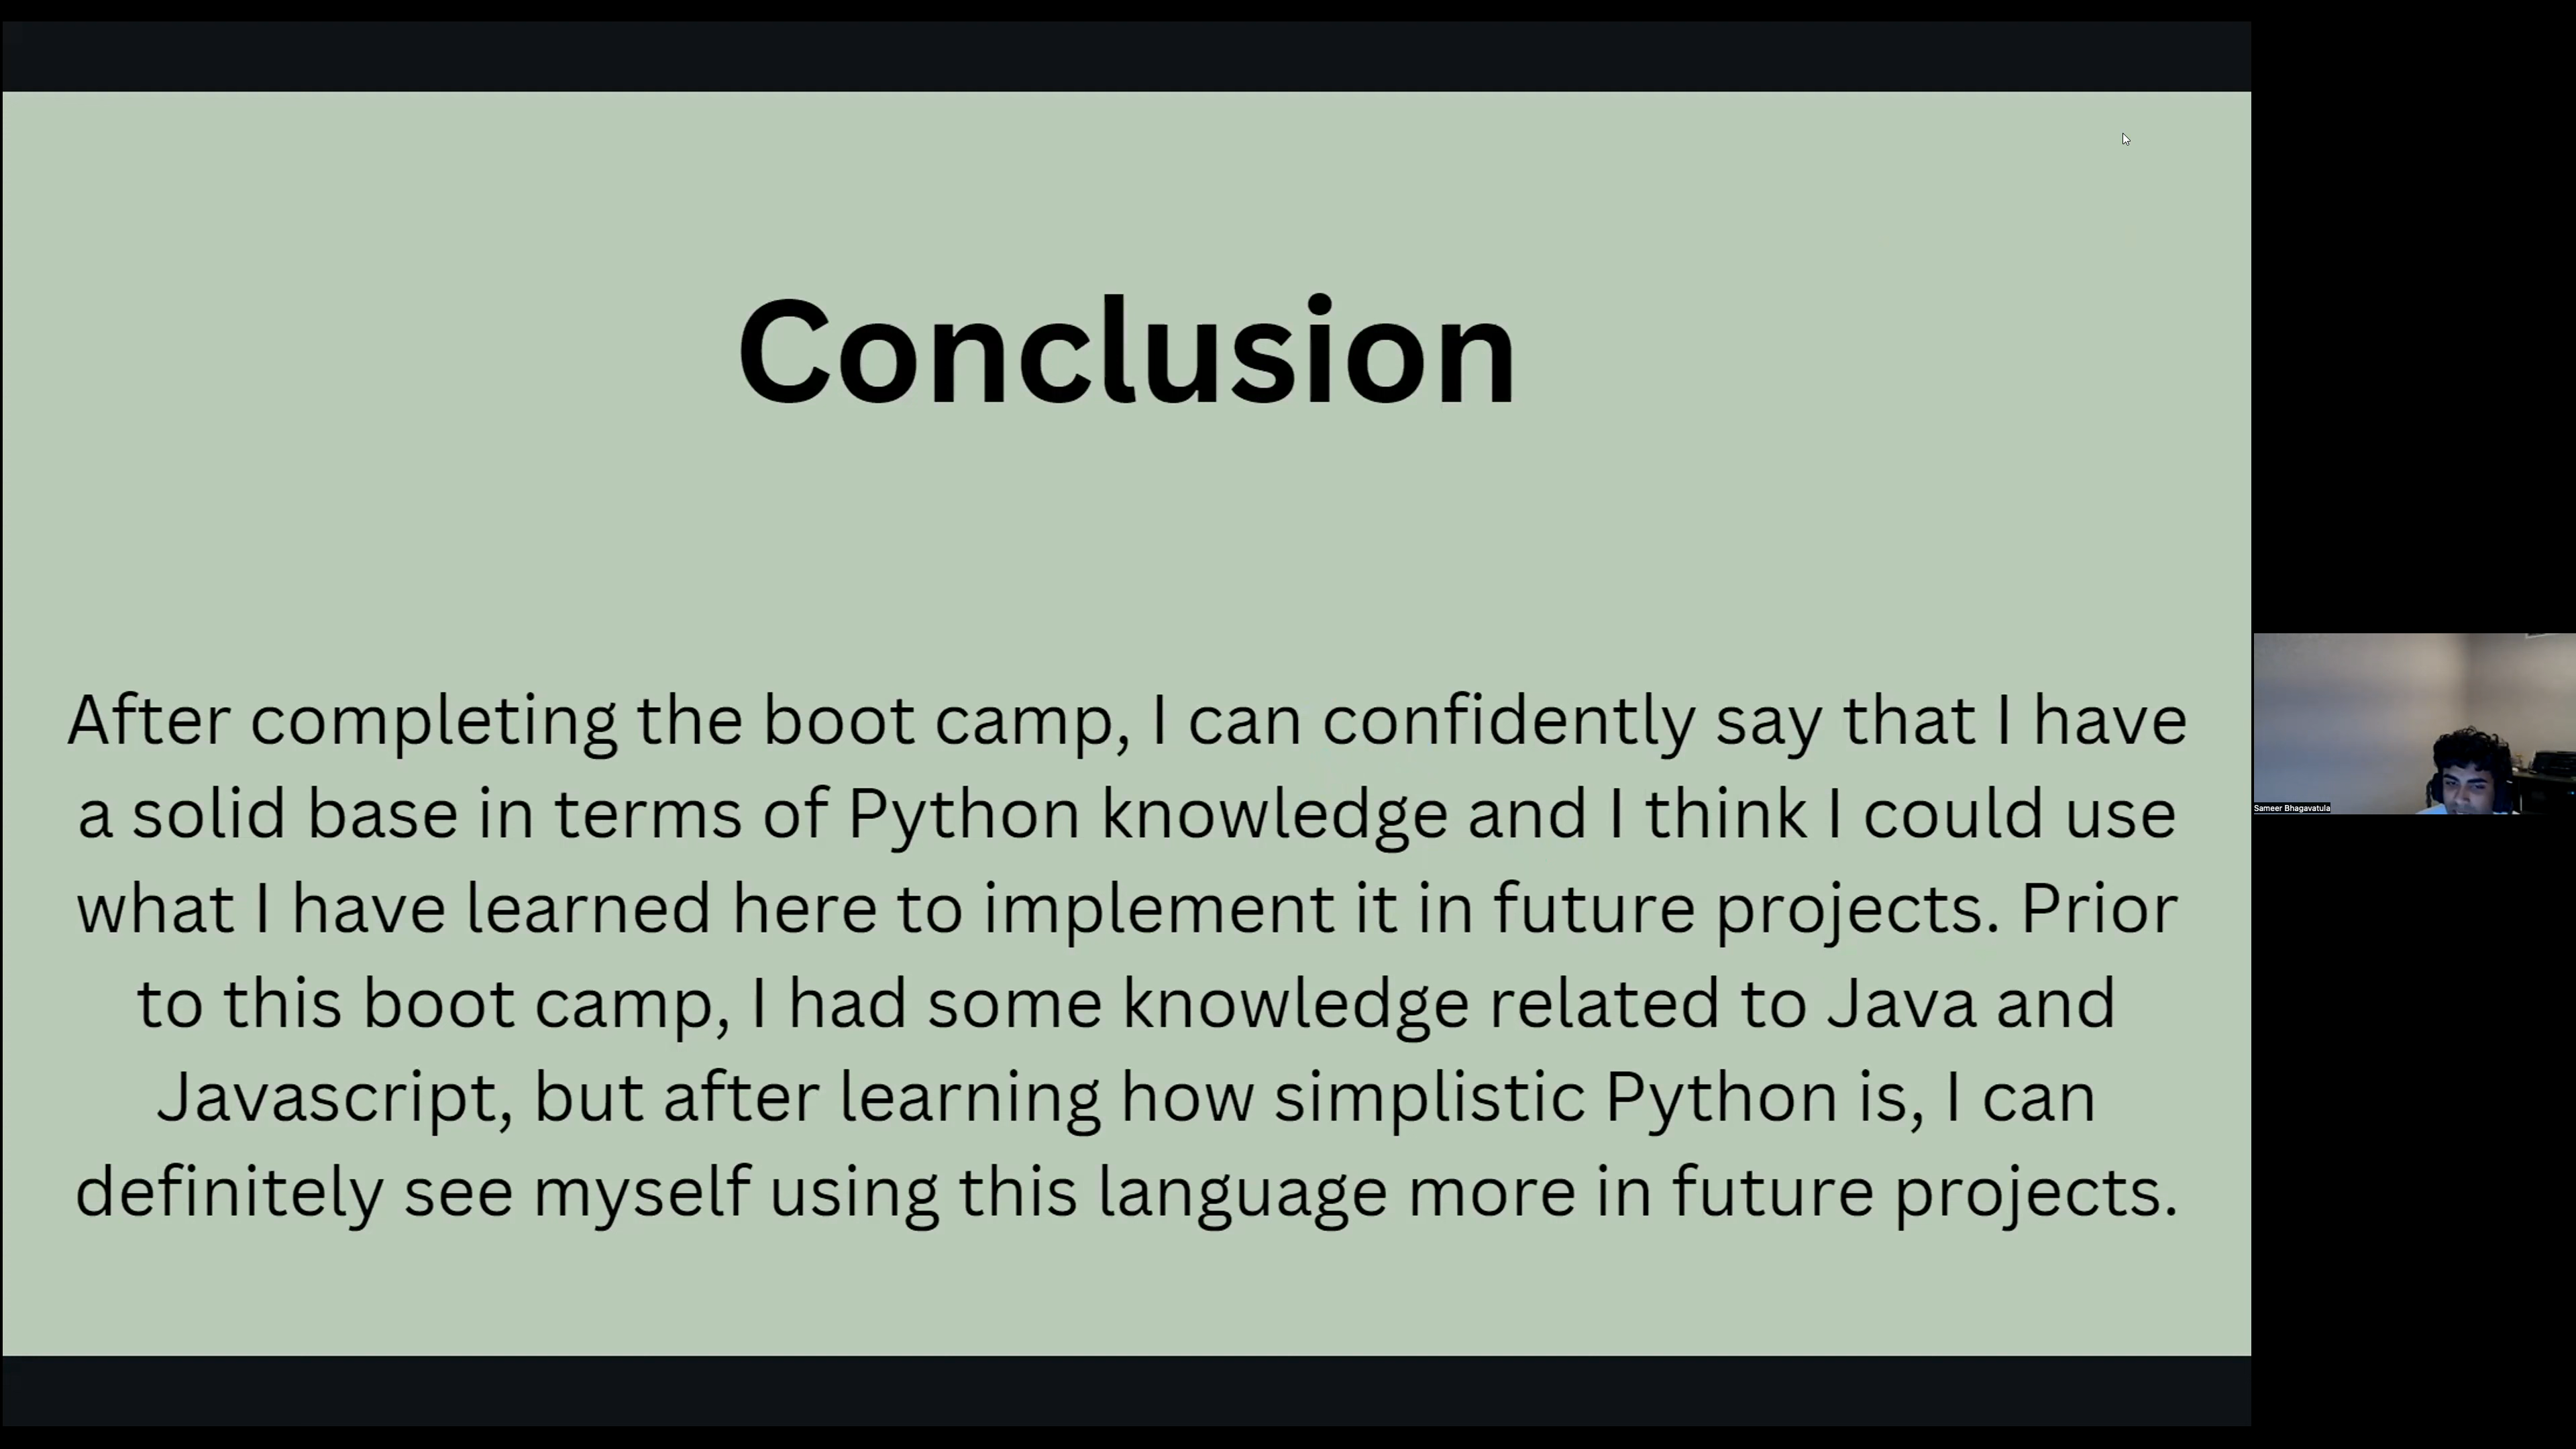 Conclusion
After completing the boot camp, I can confidently say that I have
a solid base in terms of Python knowledge and I think I could use
what I have learned here to implement it in future projects. Prior
to this boot camp, I had some knowledge related to Java and
Javascript, but after learning how simplistic Python is, I can
definitely see myself using this language more in future projects.
Sameer Bhagavatula